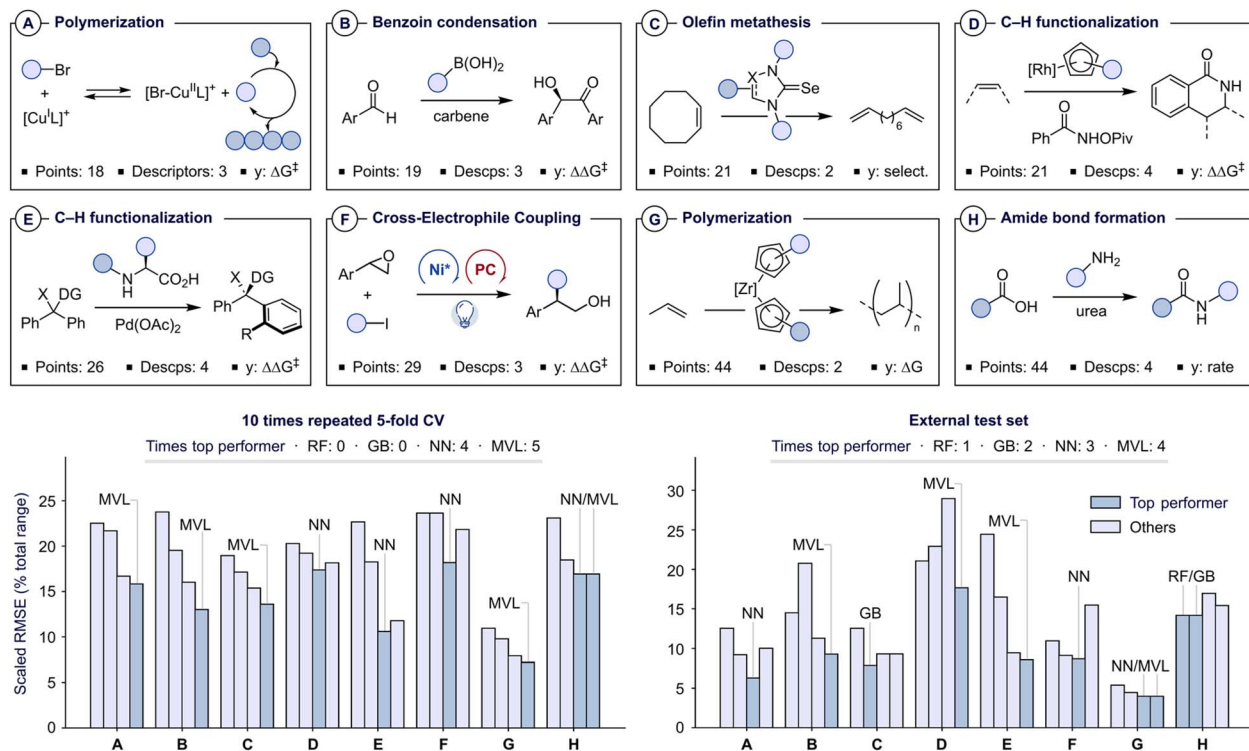 A Polymerization
Br
+
[CuᴵL]⁺
[Br-CuᴵᴵL]⁺ +
▪ Points: 18 ▪ Descriptors: 3 ▪ y: ΔG‡
B Benzoin condensation
B(OH)₂
O
Ar H
carbene
HO O
Ar Ar
▪ Points: 19 ▪ Descps: 3 ▪ y: ΔΔG‡
C Olefin metathesis
X N
Se
N
6
▪ Points: 21 ▪ Descps: 2 ▪ y: select.
D C–H functionalization
[Rh]
O
Ph NHOPiv
O
NH
▪ Points: 21 ▪ Descps: 4 ▪ y: ΔΔG‡
E C–H functionalization
N
H
CO₂H
X DG
Ph Ph
Pd(OAc)₂
X DG
Ph
R
▪ Points: 26 ▪ Descps: 4 ▪ y: ΔΔG‡
F Cross-Electrophile Coupling
O
Ar
+
I
Ni* PC
Ar OH
▪ Points: 29 ▪ Descps: 3 ▪ y: ΔΔG‡
G Polymerization
[Zr]
n
▪ Points: 44 ▪ Descps: 2 ▪ y: ΔG
H Amide bond formation
O
OH
NH₂
urea
O
N
H
▪ Points: 44 ▪ Descps: 4 ▪ y: rate
10 times repeated 5-fold CV
Times top performer · RF: 0 · GB: 0 · NN: 4 · MVL: 5
Scaled RMSE (% total range)
25
20
15
10
5
0
MVL
MVL
MVL
NN
NN
NN
MVL
NN/MVL
A B C D E F G H
External test set
Times top performer · RF: 1 · GB: 2 · NN: 3 · MVL: 4
30
25
20
15
10
5
0
NN
MVL
GB
MVL
MVL
NN
NN/MVL
RF/GB
Top performer
Others
A B C D E F G H